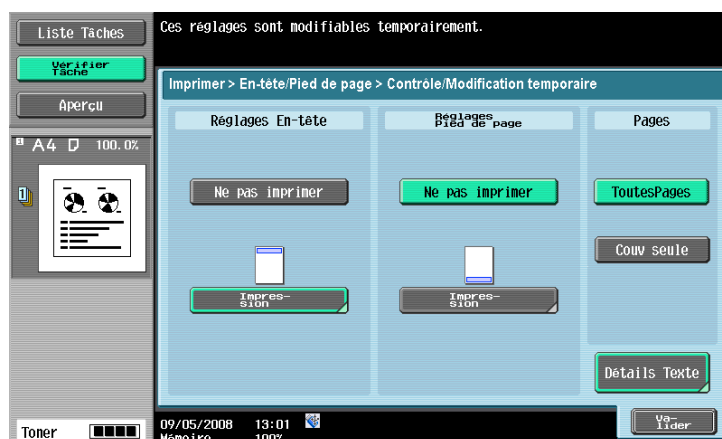 Liste Tâches
Vérifier
Tâche
Aperçu
A4 100.0%
1
Toner
Ces réglages sont modifiables temporairement.
Imprimer > En-tête/Pied de page > Contrôle/Modification temporaire
Réglages En-tête
Ne pas imprimer
Impres-
sion
Réglages
Pied de page
Ne pas imprimer
Impres-
sion
Pages
ToutesPages
Couv seule
Détails Texte
Va-
lider
09/05/2008 13:01
Mémoire 100%